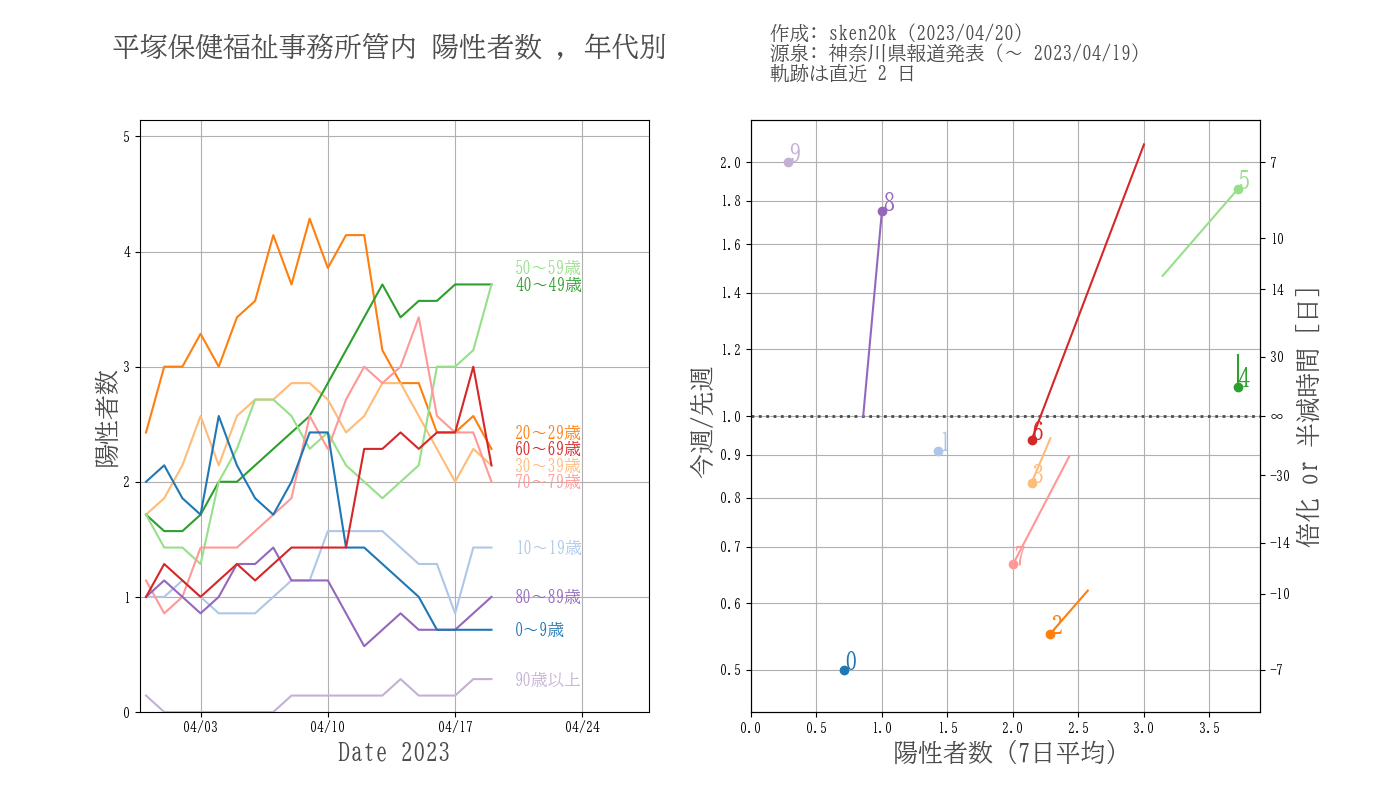 平塚保健福祉事務所管内 陽性者数 , 年代別
作成: sken20k (2023/04/20)
源泉: 神奈川県報道発表 (〜 2023/04/19)
軌跡は直近 2 日
陽性者数
5
4
3
2
1
0
04/03
04/10
04/17
04/24
Date 2023
50〜59歳
40〜49歳
20〜29歳
60〜69歳
30〜39歳
70〜79歳
10〜19歳
80〜89歳
0〜9歳
90歳以上
今週/先週
2.0
1.8
1.6
1.4
1.2
1.0
0.9
0.8
0.7
0.6
0.5
9
8
5
4
1
6
3
7
2
0
0.0
0.5
1.0
1.5
2.0
2.5
3.0
3.5
陽性者数 (7日平均)
7
10
14
30
∞
−30
−14
−10
−7
倍化 or 半減時間 [日]